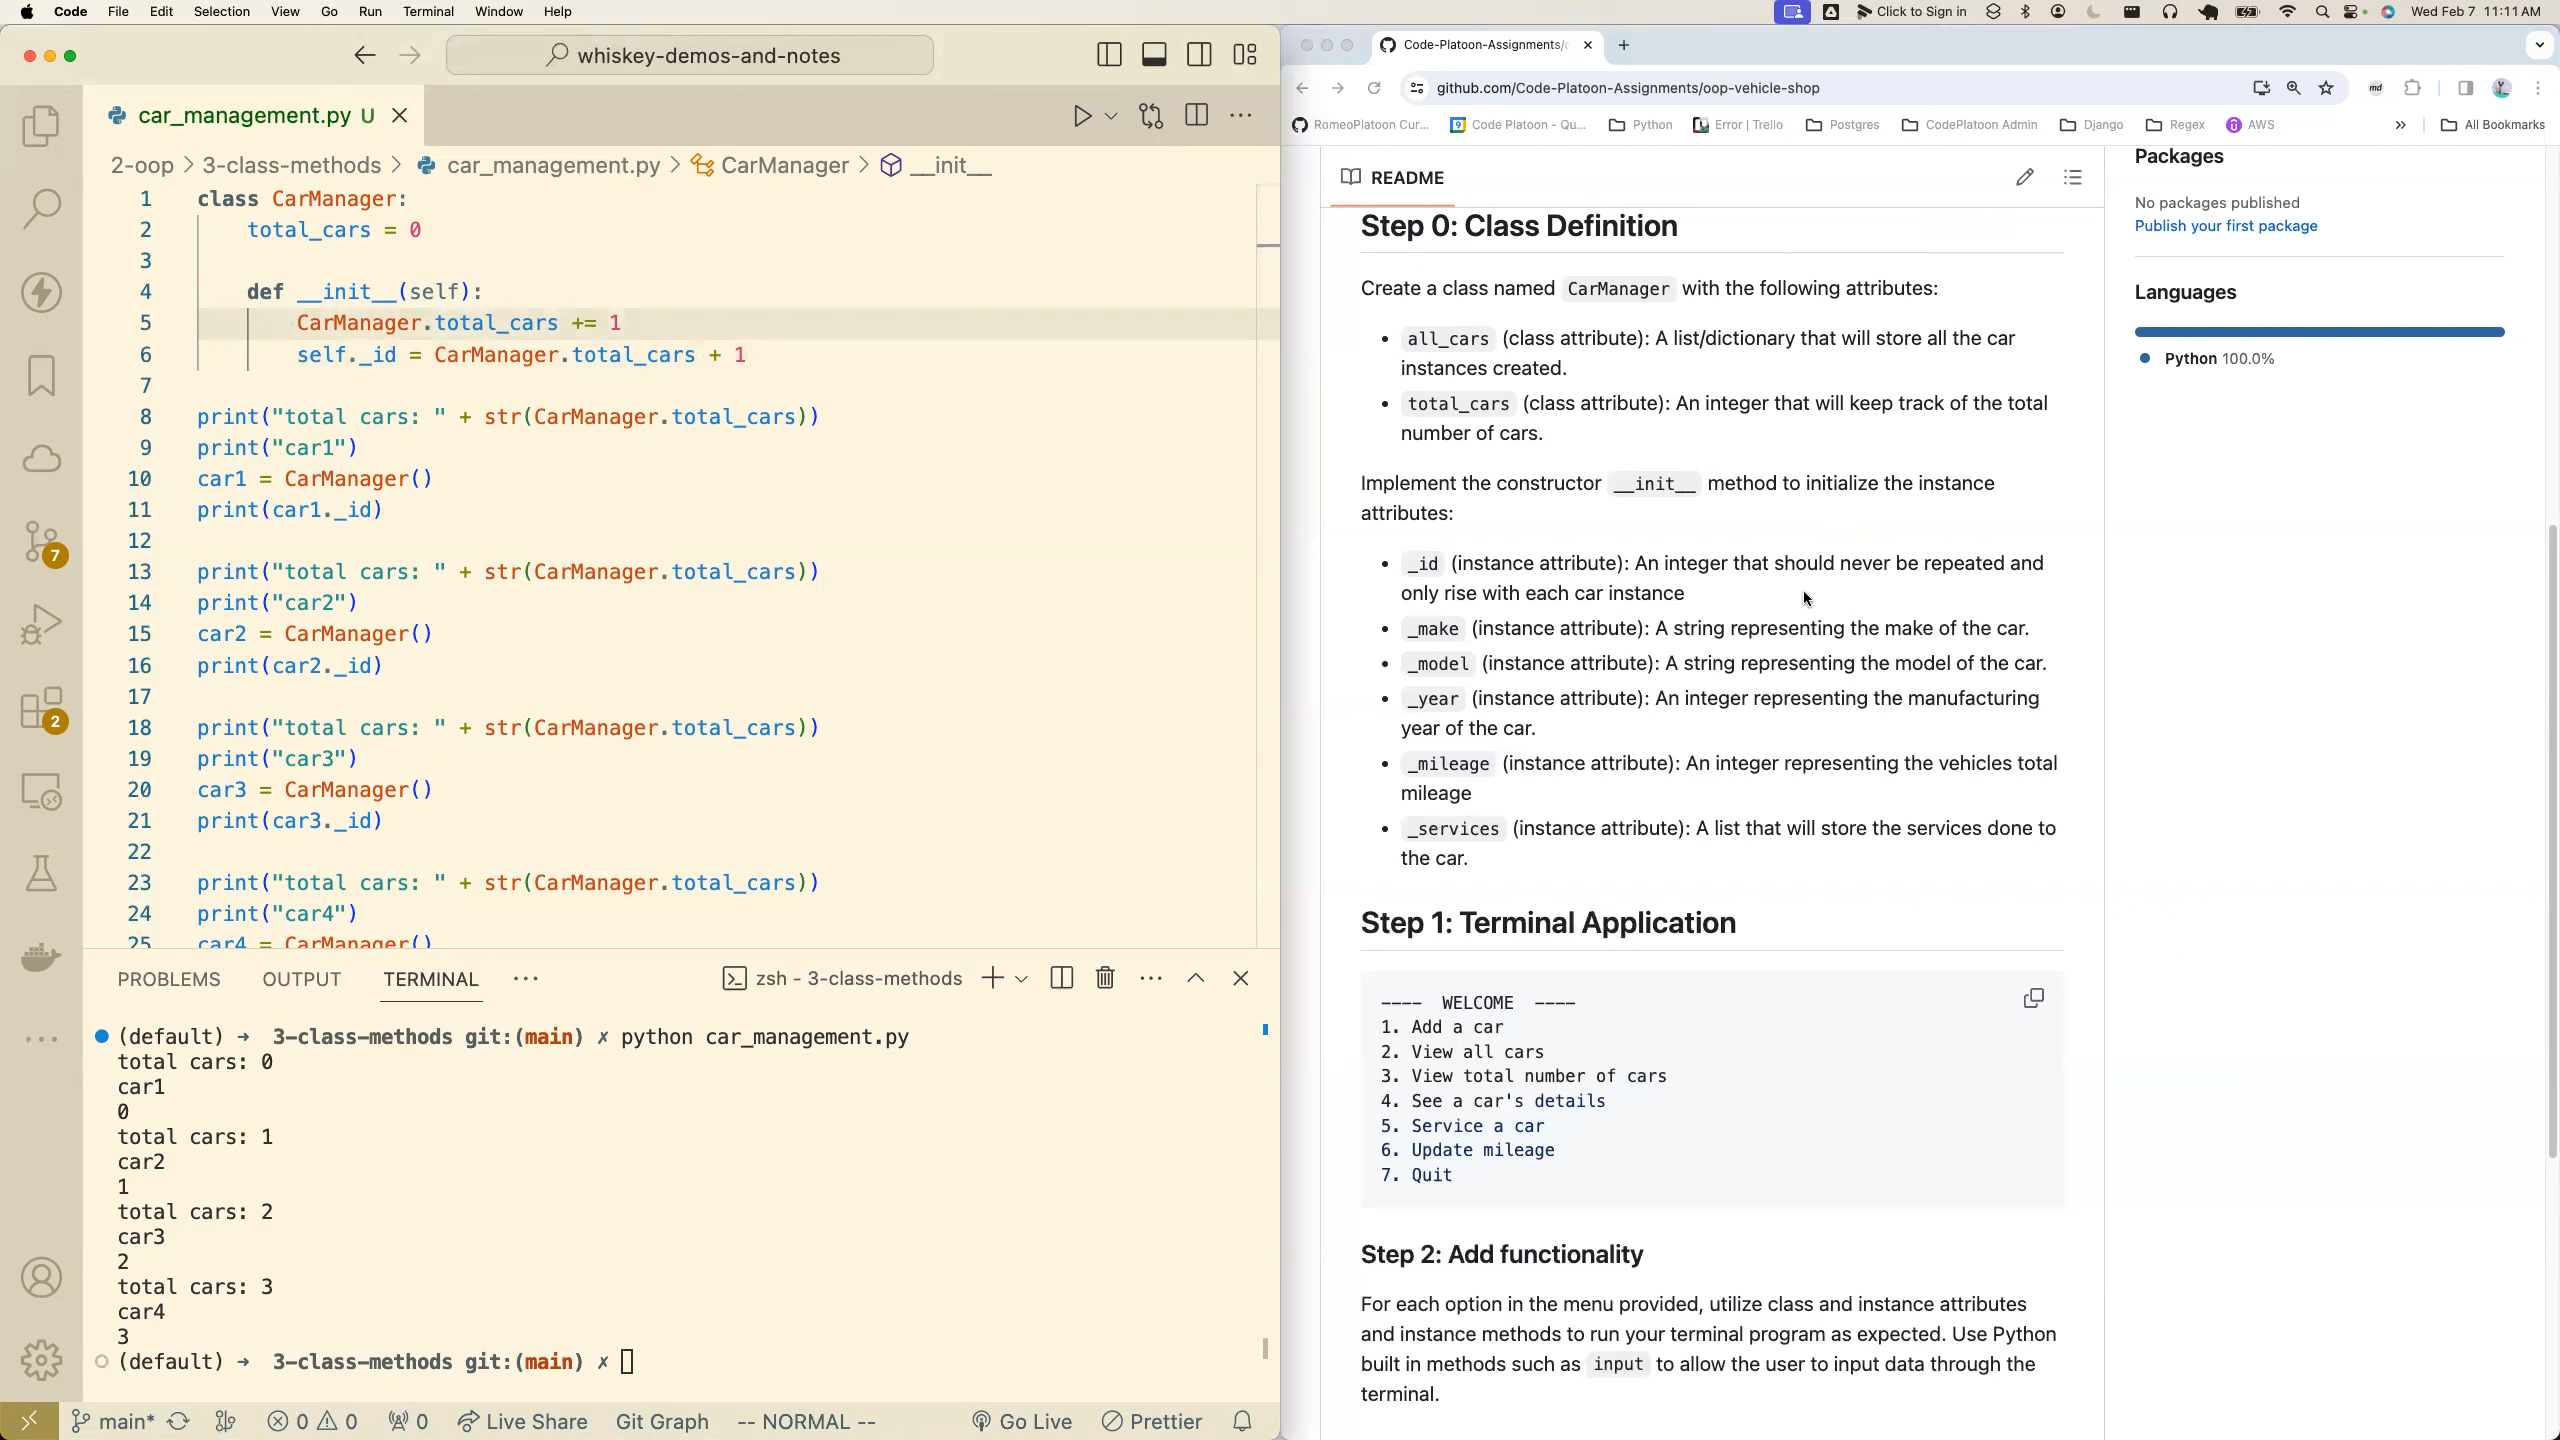 Code File Edit Selection View Go Run Terminal Window Help
Click to Sign in
Wed Feb 7 11:11 AM
whiskey-demos-and-notes
car_management.py U
2-oop > 3-class-methods > car_management.py > CarManager > __init__
1 class CarManager:
2 total_cars = 0
3
4 def __init__(self):
5 CarManager.total_cars += 1
6 self._id = CarManager.total_cars + 1
7
8 print("total cars: " + str(CarManager.total_cars))
9 print("car1")
10 car1 = CarManager()
11 print(car1._id)
12
13 print("total cars: " + str(CarManager.total_cars))
14 print("car2")
15 car2 = CarManager()
16 print(car2._id)
17
18 print("total cars: " + str(CarManager.total_cars))
19 print("car3")
20 car3 = CarManager()
21 print(car3._id)
22
23 print("total cars: " + str(CarManager.total_cars))
24 print("car4")
25 car4 = CarManager()
7
2
PROBLEMS OUTPUT TERMINAL ···
zsh - 3-class-methods
(default) → 3-class-methods git:(main) ✗ python car_management.py
total cars: 0
car1
0
total cars: 1
car2
1
total cars: 2
car3
2
total cars: 3
car4
3
(default) → 3-class-methods git:(main) ✗
main* 0 0 0 Live Share Git Graph -- NORMAL -- Go Live Prettier
Code-Platoon-Assignments/
github.com/Code-Platoon-Assignments/oop-vehicle-shop
md
RomeoPlatoon Cur... Code Platoon - Qu... Python Error | Trello Postgres CodePlatoon Admin Django Regex AWS » All Bookmarks
README
Step 0: Class Definition
Create a class named CarManager with the following attributes:
• all_cars (class attribute): A list/dictionary that will store all the car
instances created.
• total_cars (class attribute): An integer that will keep track of the total
number of cars.
Implement the constructor __init__ method to initialize the instance
attributes:
• _id (instance attribute): An integer that should never be repeated and
only rise with each car instance
• _make (instance attribute): A string representing the make of the car.
• _model (instance attribute): A string representing the model of the car.
• _year (instance attribute): An integer representing the manufacturing
year of the car.
• _mileage (instance attribute): An integer representing the vehicles total
mileage
• _services (instance attribute): A list that will store the services done to
the car.
Step 1: Terminal Application
---- WELCOME ----
1. Add a car
2. View all cars
3. View total number of cars
4. See a car's details
5. Service a car
6. Update mileage
7. Quit
Step 2: Add functionality
For each option in the menu provided, utilize class and instance attributes
and instance methods to run your terminal program as expected. Use Python
built in methods such as input to allow the user to input data through the
terminal.
Packages
No packages published
Publish your first package
Languages
• Python 100.0%